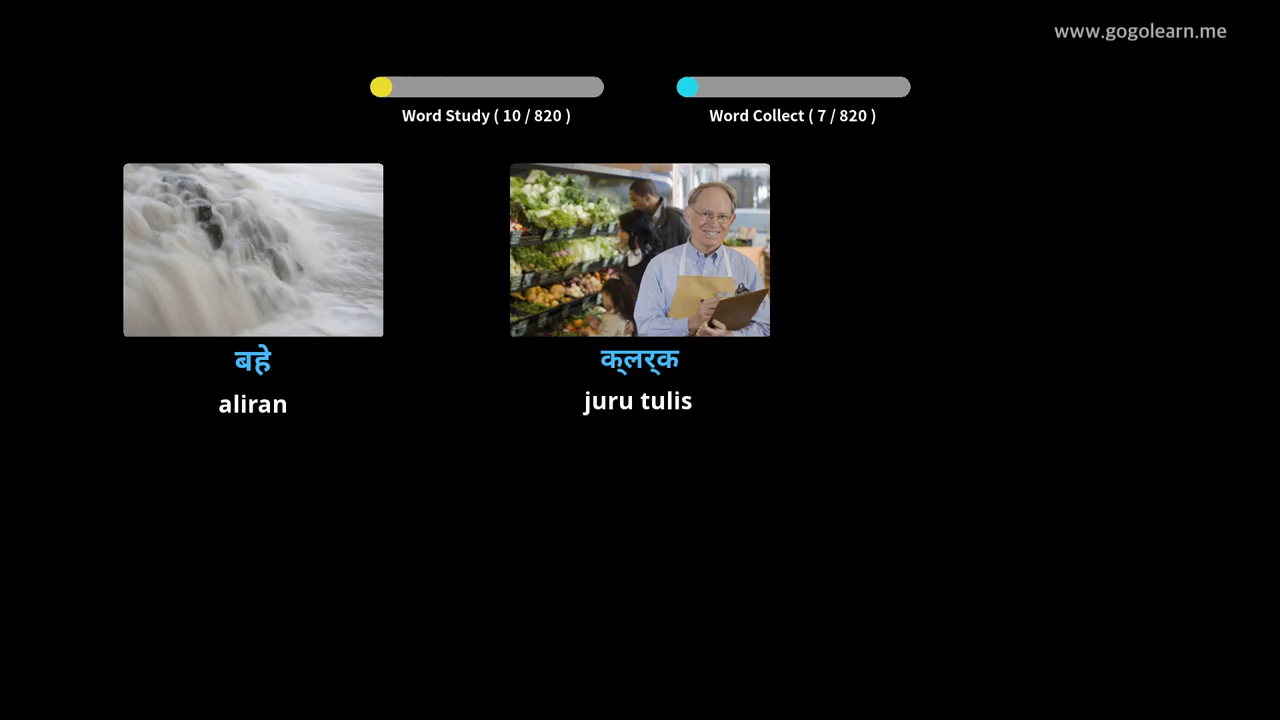 www.gogolearn.me
Word Study ( 10 / 820 )
Word Collect ( 7 / 820 )
बहे
aliran
क्लर्क
juru tulis